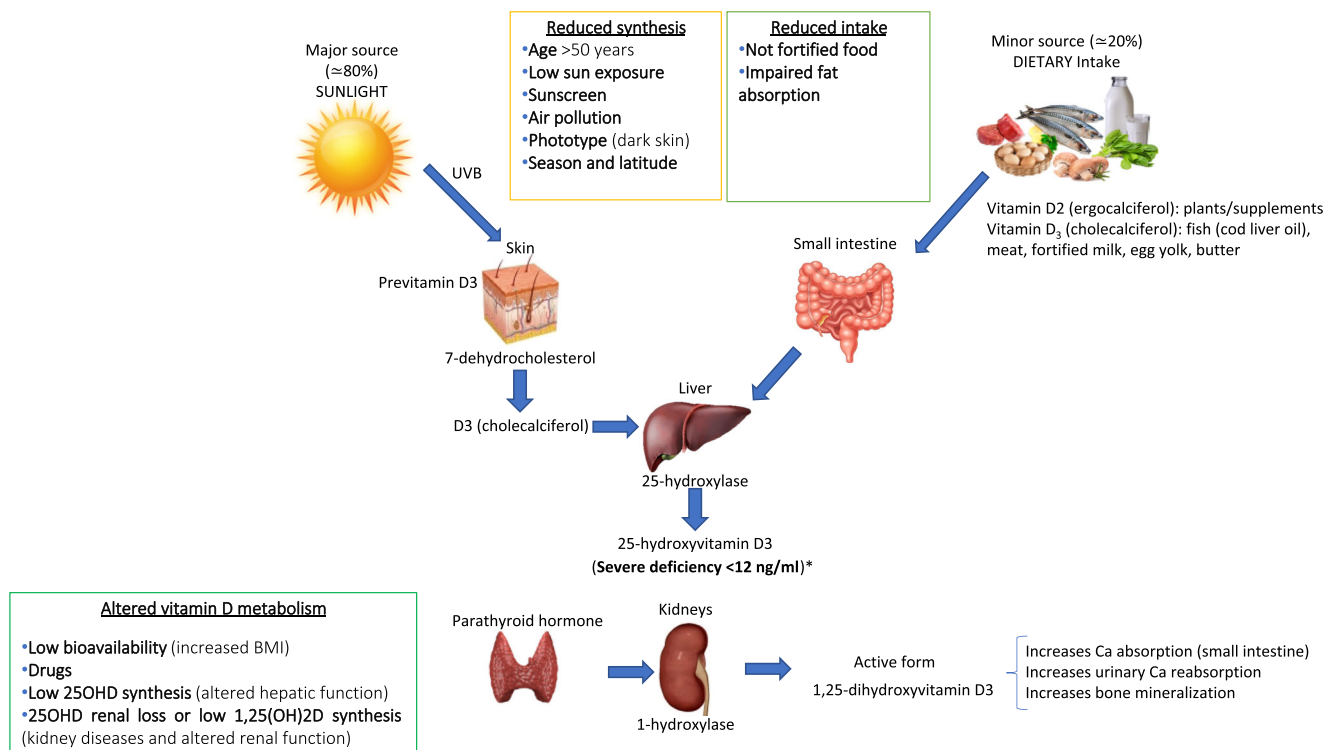 Major source
(≃80%)
SUNLIGHT
Reduced synthesis
•Age >50 years
•Low sun exposure
•Sunscreen
•Air pollution
•Phototype (dark skin)
•Season and latitude
Reduced intake
•Not fortified food
•Impaired fat
absorption
Minor source (≃20%)
DIETARY Intake
UVB
Vitamin D2 (ergocalciferol): plants/supplements
Vitamin D₃ (cholecalciferol): fish (cod liver oil),
meat, fortified milk, egg yolk, butter
Skin
Previtamin D3
7-dehydrocholesterol
Small intestine
D3 (cholecalciferol)
Liver
25-hydroxylase
25-hydroxyvitamin D3
(Severe deficiency <12 ng/ml)*
Altered vitamin D metabolism
•Low bioavailability (increased BMI)
•Drugs
•Low 25OHD synthesis (altered hepatic function)
•25OHD renal loss or low 1,25(OH)2D synthesis
(kidney diseases and altered renal function)
Parathyroid hormone
Kidneys
1-hydroxylase
Active form
1,25-dihydroxyvitamin D3
Increases Ca absorption (small intestine)
Increases urinary Ca reabsorption
Increases bone mineralization